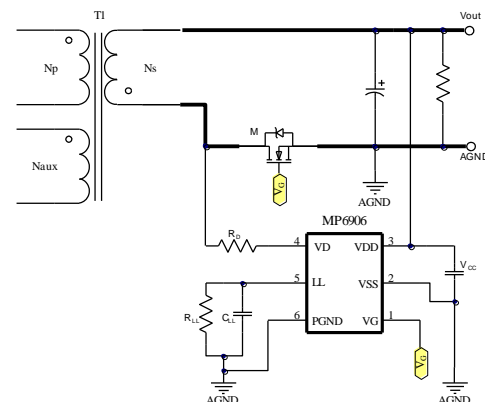 T1
Vout
Np
Ns
Naux
M
+
AGND
VG
AGND
MP6906
RD
4 VD
VDD 3
VCC
5 LL
VSS 2
RLL
CLL
6 PGND
VG 1
VG
AGND
AGND